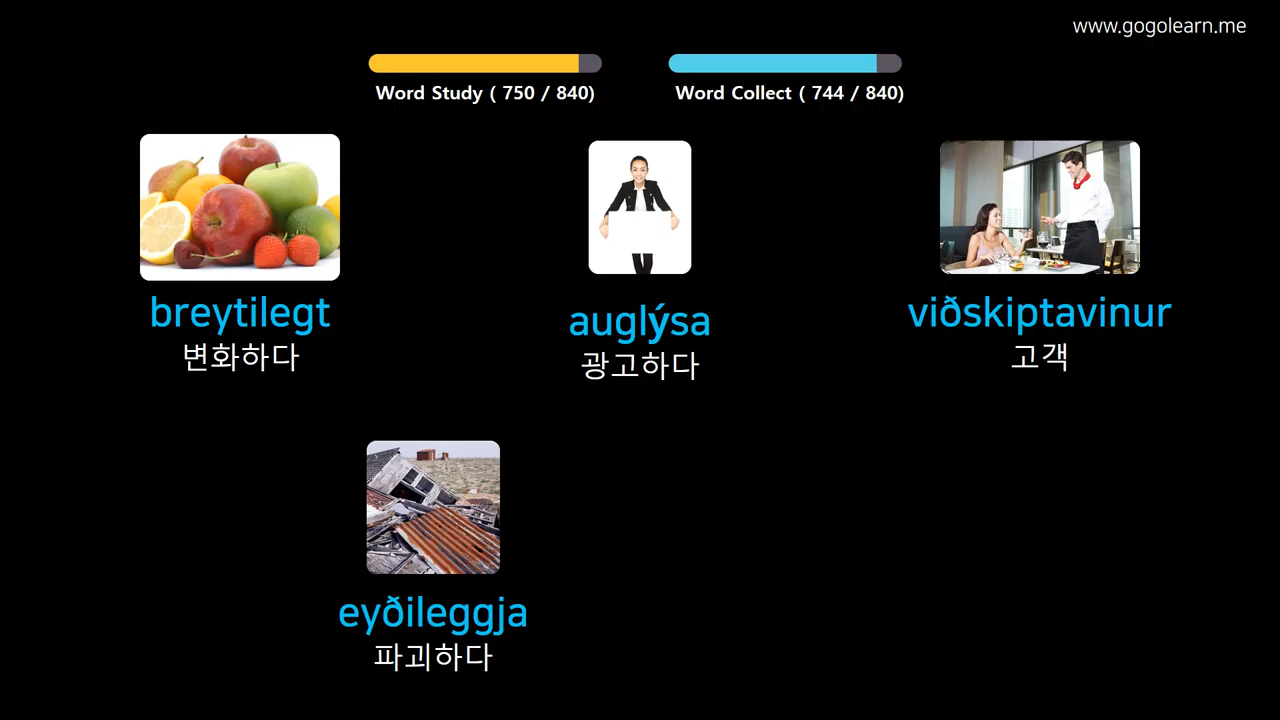 www.gogolearn.me
Word Study ( 750 / 840)
Word Collect ( 744 / 840)
breytilegt
변화하다
auglýsa
광고하다
viðskiptavinur
고객
eyðileggja
파괴하다